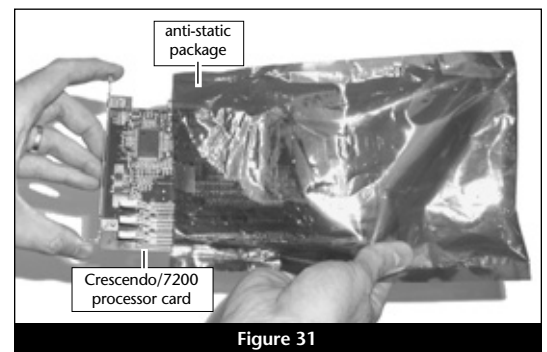 anti-static
package
Crescendo/7200
processor card
Figure 31